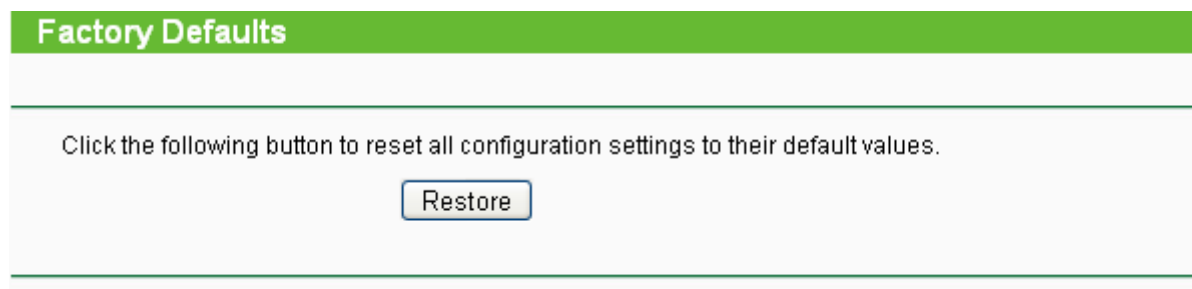 Factory Defaults
Click the following button to reset all configuration settings to their default values.
Restore